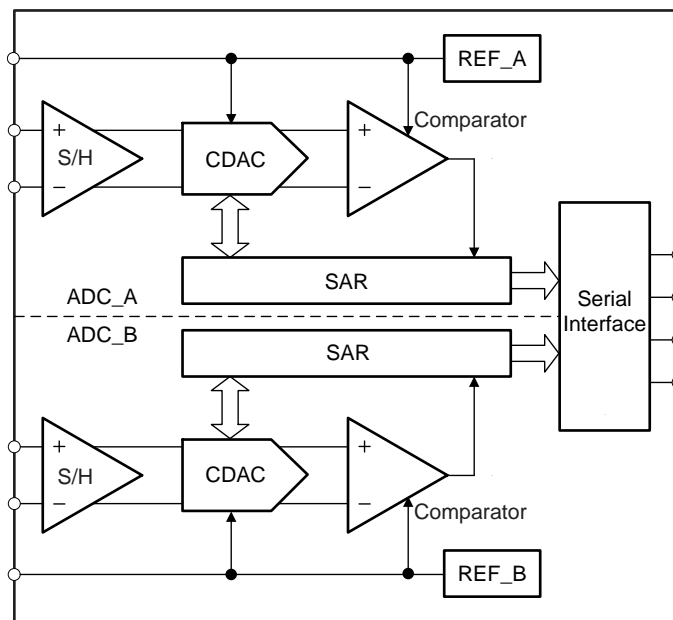 REF_A
Comparator
+
+
S/H
CDAC
−
−
SAR
ADC_A
Serial
Interface
ADC_B
SAR
+
+
S/H
CDAC
−
−
Comparator
REF_B